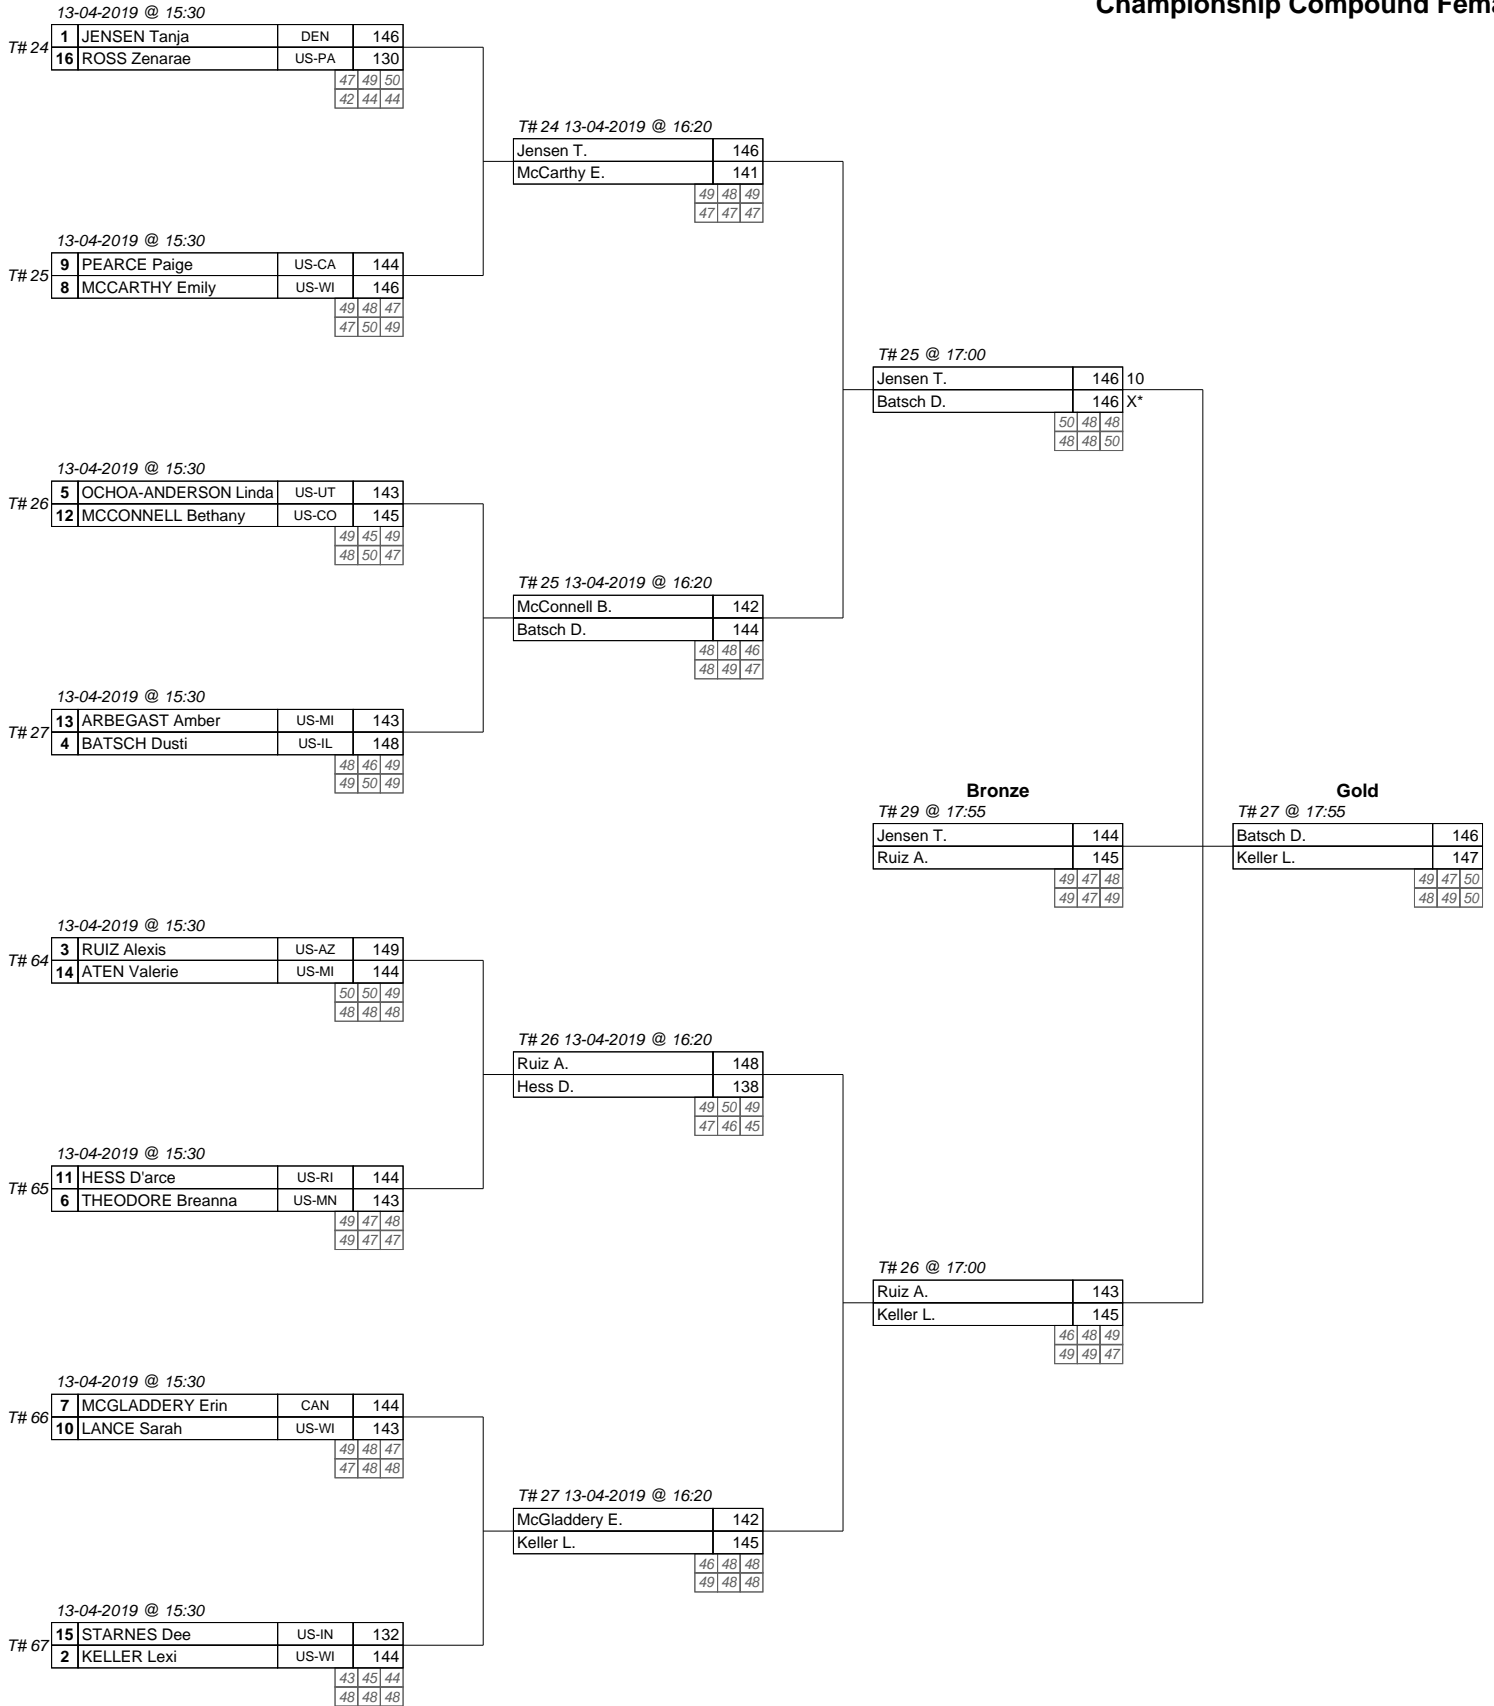 Championship Compound Fema
13-04-2019 @ 15:30
T# 24
1 JENSEN Tanja DEN 146
16 ROSS Zenarae US-PA 130
47 49 50
42 44 44
T# 24 13-04-2019 @ 16:20
Jensen T. 146
McCarthy E. 141
49 48 49
47 47 47
13-04-2019 @ 15:30
T# 25
9 PEARCE Paige US-CA 144
8 MCCARTHY Emily US-WI 146
49 48 47
47 50 49
T# 25 @ 17:00
Jensen T. 146 10
Batsch D. 146 X*
50 48 48
48 48 50
13-04-2019 @ 15:30
T# 26
5 OCHOA-ANDERSON Linda US-UT 143
12 MCCONNELL Bethany US-CO 145
49 45 49
48 50 47
T# 25 13-04-2019 @ 16:20
McConnell B. 142
Batsch D. 144
48 48 46
48 49 47
13-04-2019 @ 15:30
T# 27
13 ARBEGAST Amber US-MI 143
4 BATSCH Dusti US-IL 148
48 46 49
49 50 49
Bronze
T# 29 @ 17:55
Jensen T. 144
Ruiz A. 145
49 47 48
49 47 49
Gold
T# 27 @ 17:55
Batsch D. 146
Keller L. 147
49 47 50
48 49 50
13-04-2019 @ 15:30
T# 64
3 RUIZ Alexis US-AZ 149
14 ATEN Valerie US-MI 144
50 50 49
48 48 48
T# 26 13-04-2019 @ 16:20
Ruiz A. 148
Hess D. 138
49 50 49
47 46 45
13-04-2019 @ 15:30
T# 65
11 HESS D'arce US-RI 144
6 THEODORE Breanna US-MN 143
49 47 48
49 47 47
T# 26 @ 17:00
Ruiz A. 143
Keller L. 145
46 48 49
49 49 47
13-04-2019 @ 15:30
T# 66
7 MCGLADDERY Erin CAN 144
10 LANCE Sarah US-WI 143
49 48 47
47 48 48
T# 27 13-04-2019 @ 16:20
McGladdery E. 142
Keller L. 145
46 48 48
49 48 48
13-04-2019 @ 15:30
T# 67
15 STARNES Dee US-IN 132
2 KELLER Lexi US-WI 144
43 45 44
48 48 48